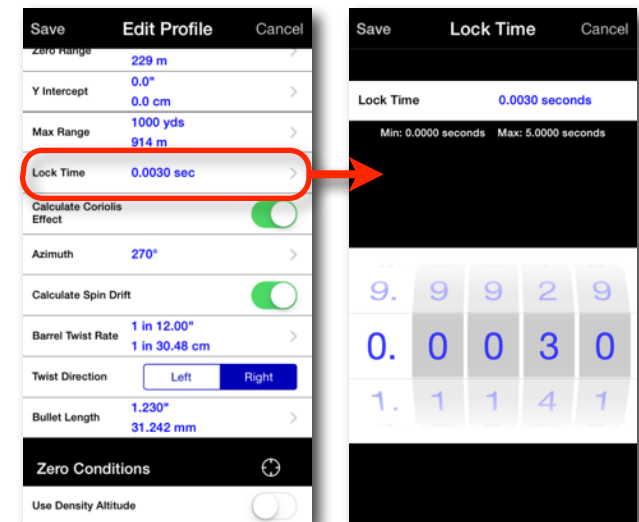 Save Edit Profile Cancel
Zero Range
229 m
Y Intercept
0.0"
0.0 cm
Max Range
1000 yds
914 m
Lock Time 0.0030 sec
Calculate Coriolis
Effect
Azimuth 270°
Calculate Spin Drift
Barrel Twist Rate
1 in 12.00"
1 in 30.48 cm
Twist Direction Left Right
Bullet Length
1.230"
31.242 mm
Zero Conditions
Use Density Altitude
Save Lock Time Cancel
Lock Time 0.0030 seconds
Min: 0.0000 seconds Max: 5.0000 seconds
9. 9 9 2 9
0. 0 0 3 0
1. 1 1 4 1